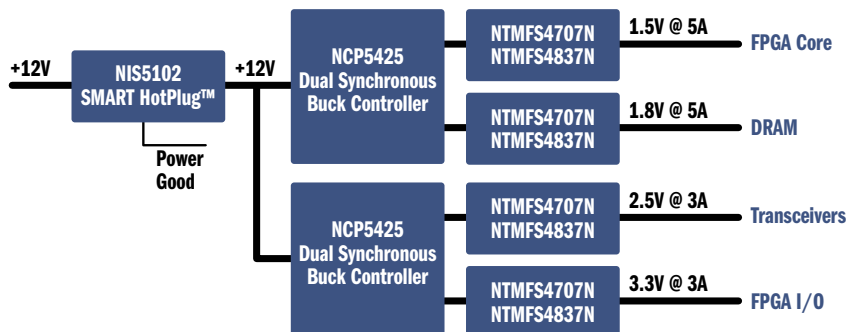 +12V
NIS5102
SMART HotPlug™
Power
Good
+12V
NCP5425
Dual Synchronous
Buck Controller
NTMFS4707N
NTMFS4837N
1.5V @ 5A
FPGA Core
NTMFS4707N
NTMFS4837N
1.8V @ 5A
DRAM
NCP5425
Dual Synchronous
Buck Controller
NTMFS4707N
NTMFS4837N
2.5V @ 3A
Transceivers
NTMFS4707N
NTMFS4837N
3.3V @ 3A
FPGA I/O